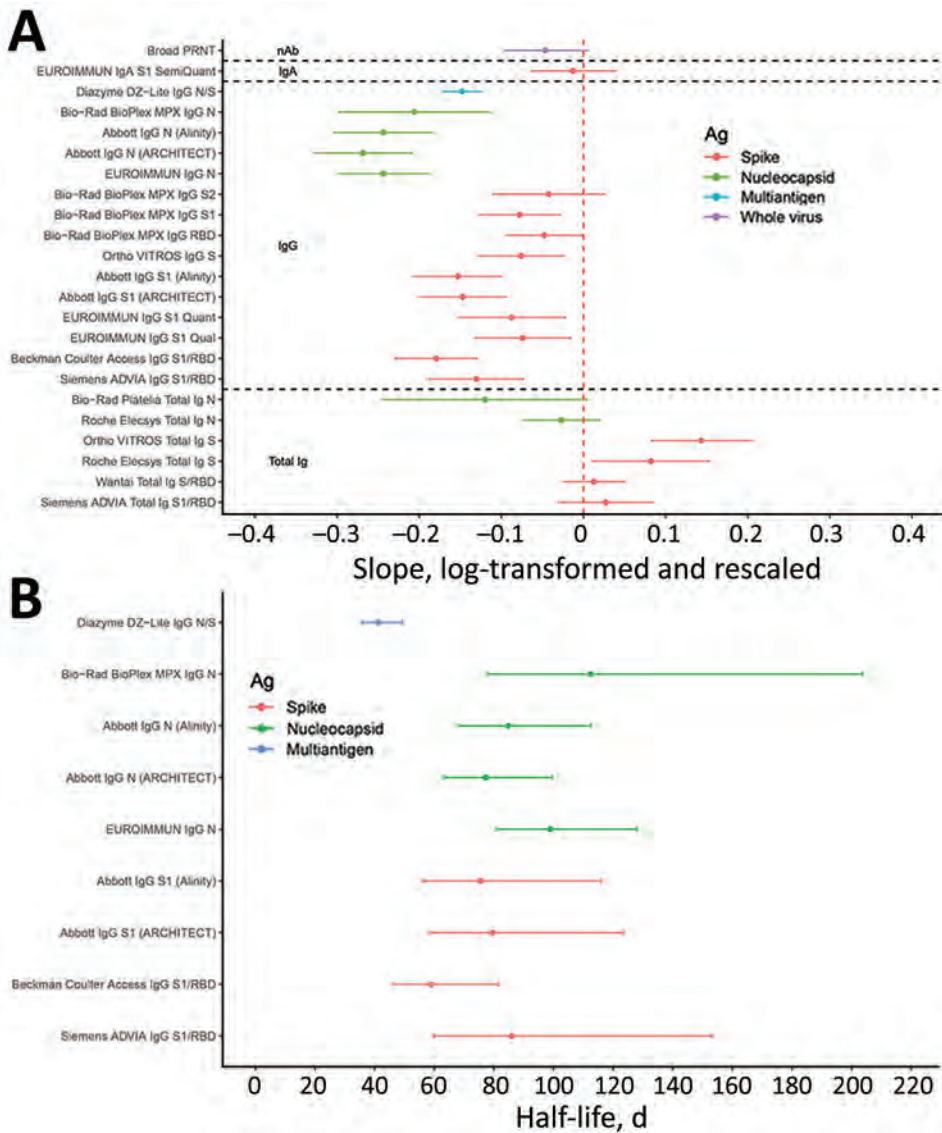 A
Broad PRNT
nAb
EUROIMMUN IgA S1 SemiQuant
IgA
Diazyme DZ-Lite IgG N/S
Bio-Rad BioPlex MPX IgG N
Abbott IgG N (Alinity)
Abbott IgG N (ARCHITECT)
EUROIMMUN IgG N
Bio-Rad BioPlex MPX IgG S2
Bio-Rad BioPlex MPX IgG S1
Bio-Rad BioPlex MPX IgG RBD
IgG
Ortho VITROS IgG S
Abbott IgG S1 (Alinity)
Abbott IgG S1 (ARCHITECT)
EUROIMMUN IgG S1 Quant
EUROIMMUN IgG S1 Qual
Beckman Coulter Access IgG S1/RBD
Siemens ADVIA IgG S1/RBD
Bio-Rad Platelia Total Ig N
Roche Elecsys Total Ig N
Ortho VITROS Total Ig S
Roche Elecsys Total Ig S
Total Ig
Wantai Total Ig S/RBD
Siemens ADVIA Total Ig S1/RBD
Ag
Spike
Nucleocapsid
Multiantigen
Whole virus
−0.4 −0.3 −0.2 −0.1 0 0.1 0.2 0.3 0.4
Slope, log-transformed and rescaled
B
Diazyme DZ-Lite IgG N/S
Bio-Rad BioPlex MPX IgG N
Abbott IgG N (Alinity)
Abbott IgG N (ARCHITECT)
EUROIMMUN IgG N
Abbott IgG S1 (Alinity)
Abbott IgG S1 (ARCHITECT)
Beckman Coulter Access IgG S1/RBD
Siemens ADVIA IgG S1/RBD
Ag
Spike
Nucleocapsid
Multiantigen
0 20 40 60 80 100 120 140 160 180 200 220
Half-life, d